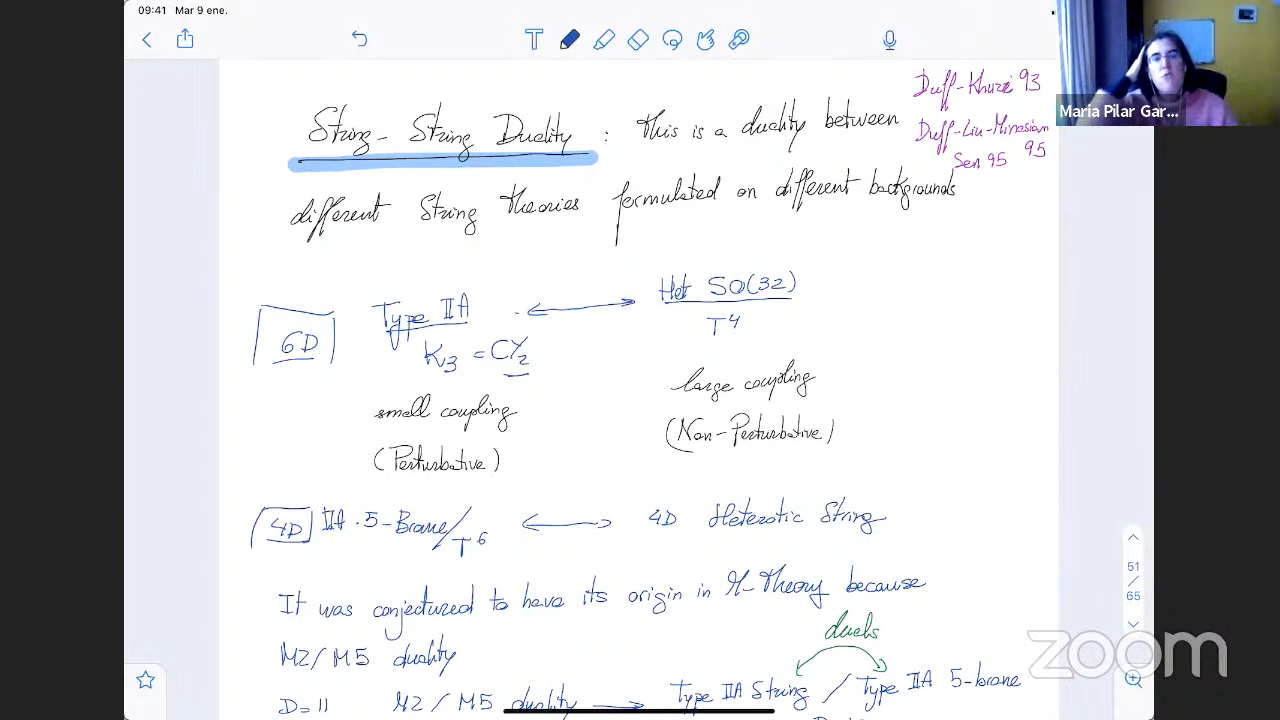 09:41 Mar 9 ene.
T
Maria Pilar Gar...
Duff-Khuri 93
Duff-Liu-Minasian 95
Sen 95
String - String Duality : This is a duality between
different String theories formulated on different backgrounds
6D
Type IIA ⟷ Het SO(32)
K3 = CY2
T4
small coupling
(Perturbative)
large coupling
(Non-Perturbative)
4D IIA 5-Brane/T6 ⟷ 4D Heterotic String
It was conjectured to have its origin in M-Theory because
M2/M5 duality
duals
D=11 M2/M5 duality → Type IIA String / Type IIA 5-brane
51
/
65
zoom